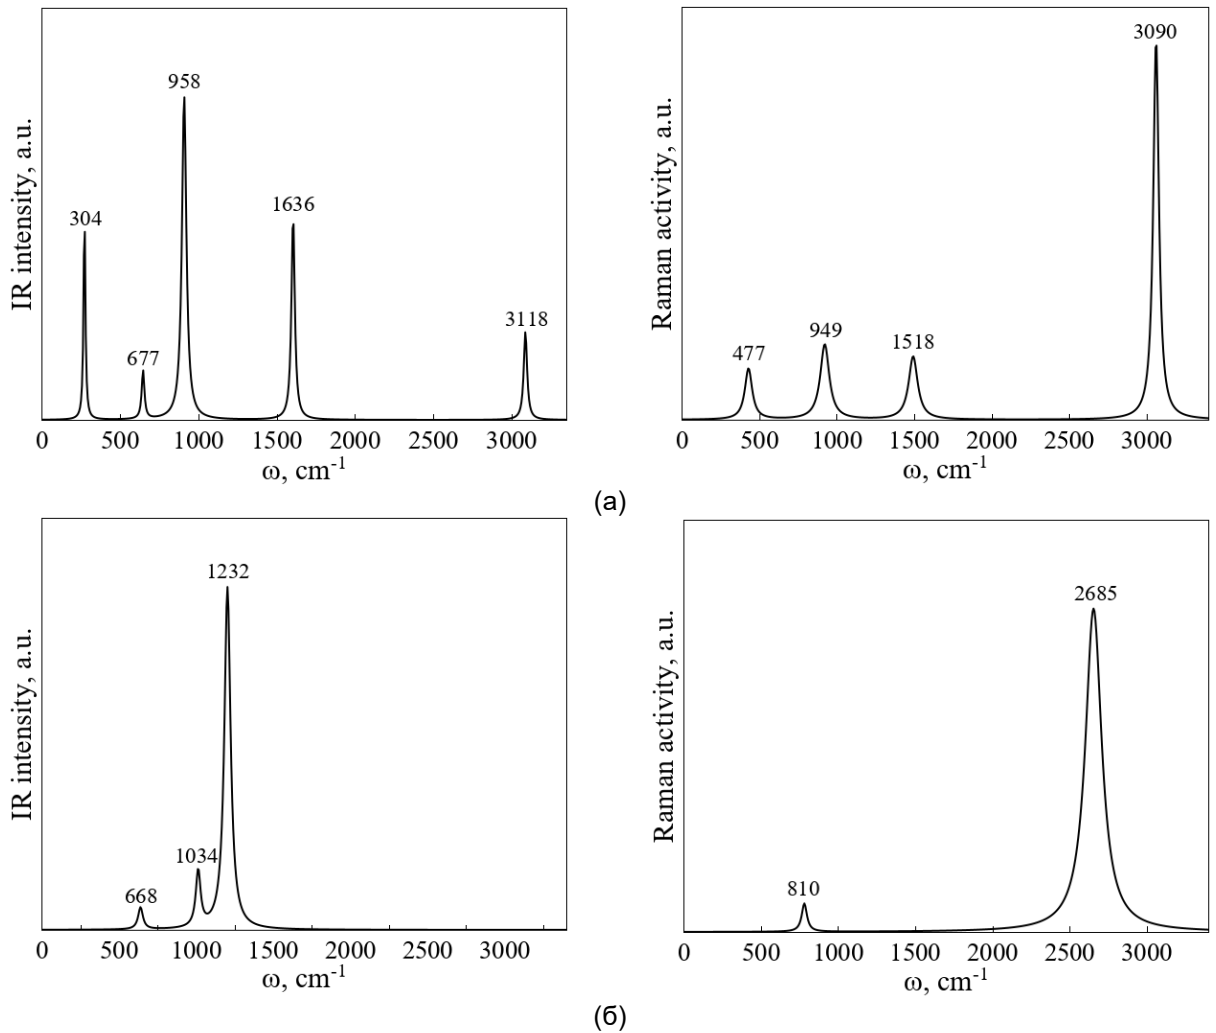 IR intensity, a.u.
304
677
958
1636
3118
0 500 1000 1500 2000 2500 3000
ω, cm-1
Raman activity, a.u.
477
949
1518
3090
0 500 1000 1500 2000 2500 3000
ω, cm-1
(а)
IR intensity, a.u.
668
1034
1232
0 500 1000 1500 2000 2500 3000
ω, cm-1
Raman activity, a.u.
810
2685
0 500 1000 1500 2000 2500 3000
ω, cm-1
(б)